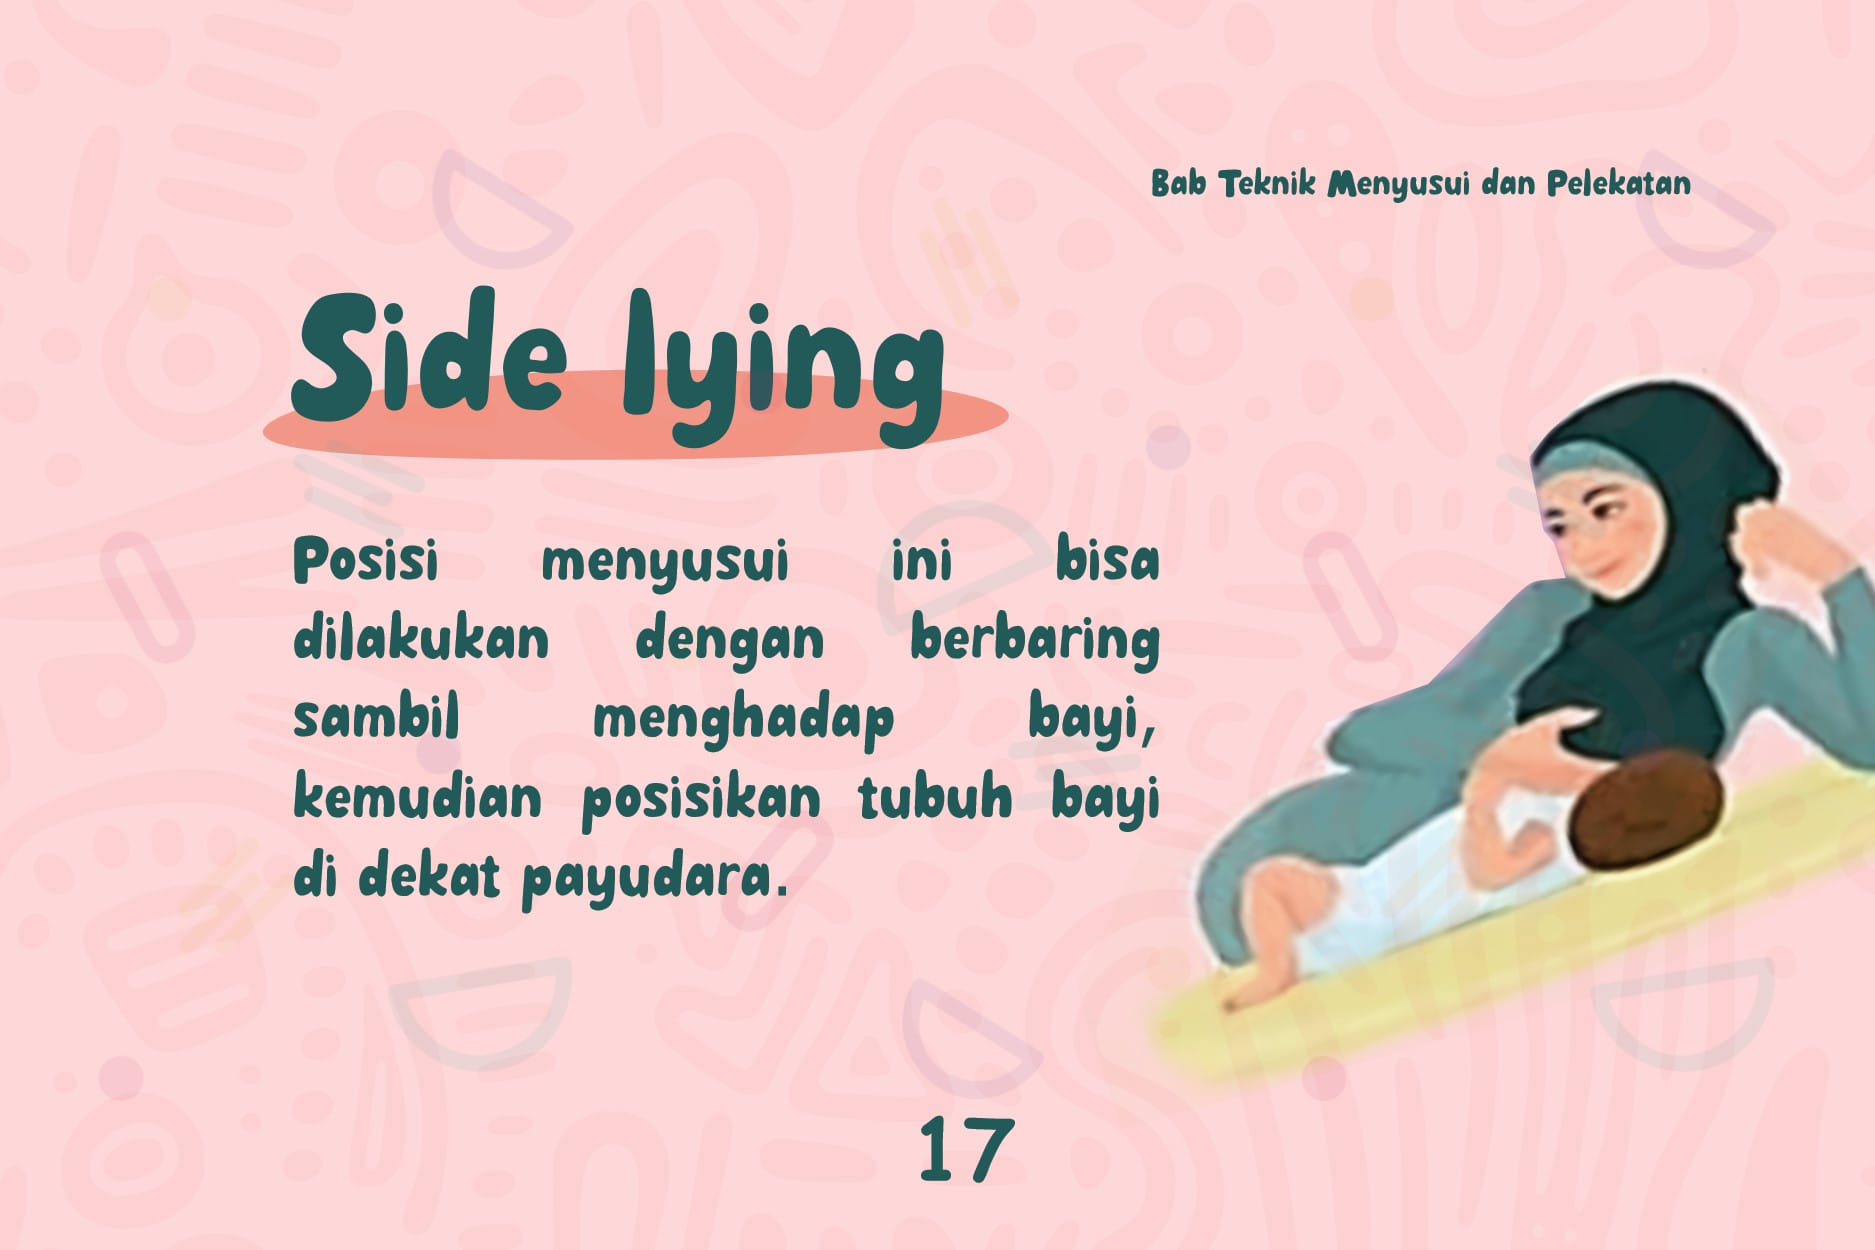 Bab Teknik Menyusui dan Pelekatan
Side lying
Posisi menyusui ini bisa
dilakukan dengan berbaring
sambil menghadap bayi,
kemudian posisikan tubuh bayi
di dekat payudara.
17